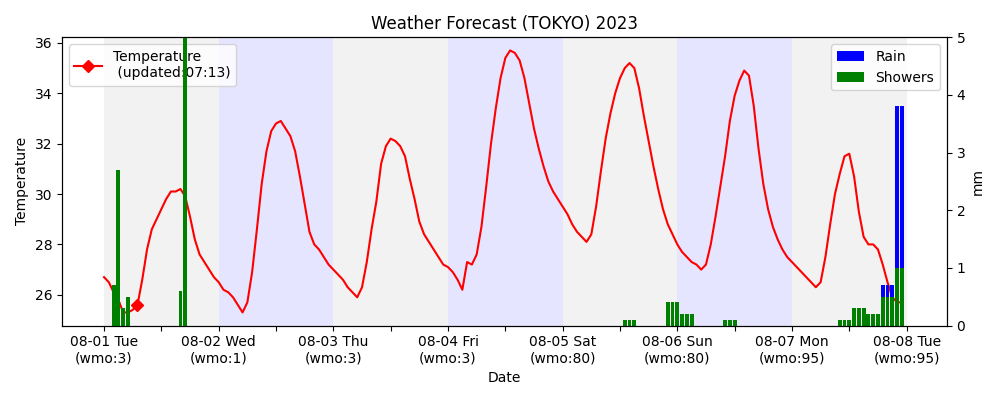 Weather Forecast (TOKYO) 2023
Temperature
(updated:07:13)
Rain
Showers
36
34
32
30
28
26
Temperature
5
4
3
2
1
0
mm
08-01 Tue
(wmo:3)
08-02 Wed
(wmo:1)
08-03 Thu
(wmo:3)
08-04 Fri
(wmo:3)
08-05 Sat
(wmo:80)
08-06 Sun
(wmo:80)
08-07 Mon
(wmo:95)
08-08 Tue
(wmo:95)
Date